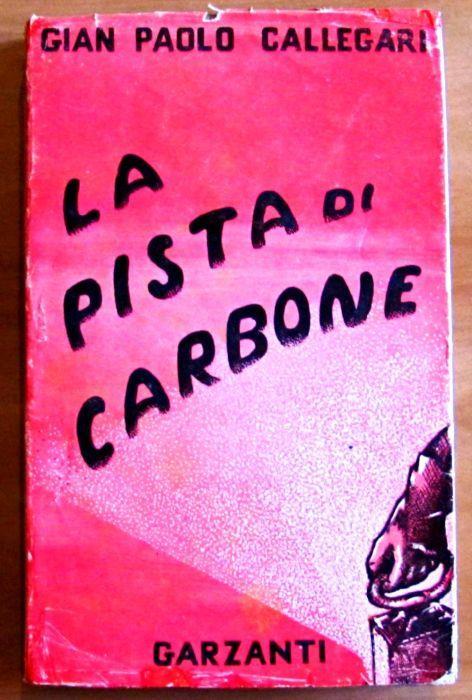 GIAN PAOLO CALLEGARI
LA
PISTA DI
CARBONE
GARZANTI